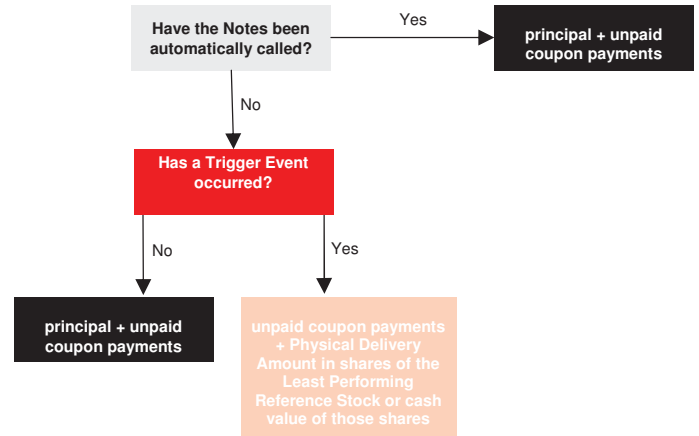 Have the Notes been
automatically called?
Yes
principal + unpaid
coupon payments
No
Has a Trigger Event
occurred?
No
Yes
principal + unpaid
coupon payments
unpaid coupon payments
+ Physical Delivery
Amount in shares of the
Least Performing
Reference Stock or cash
value of those shares